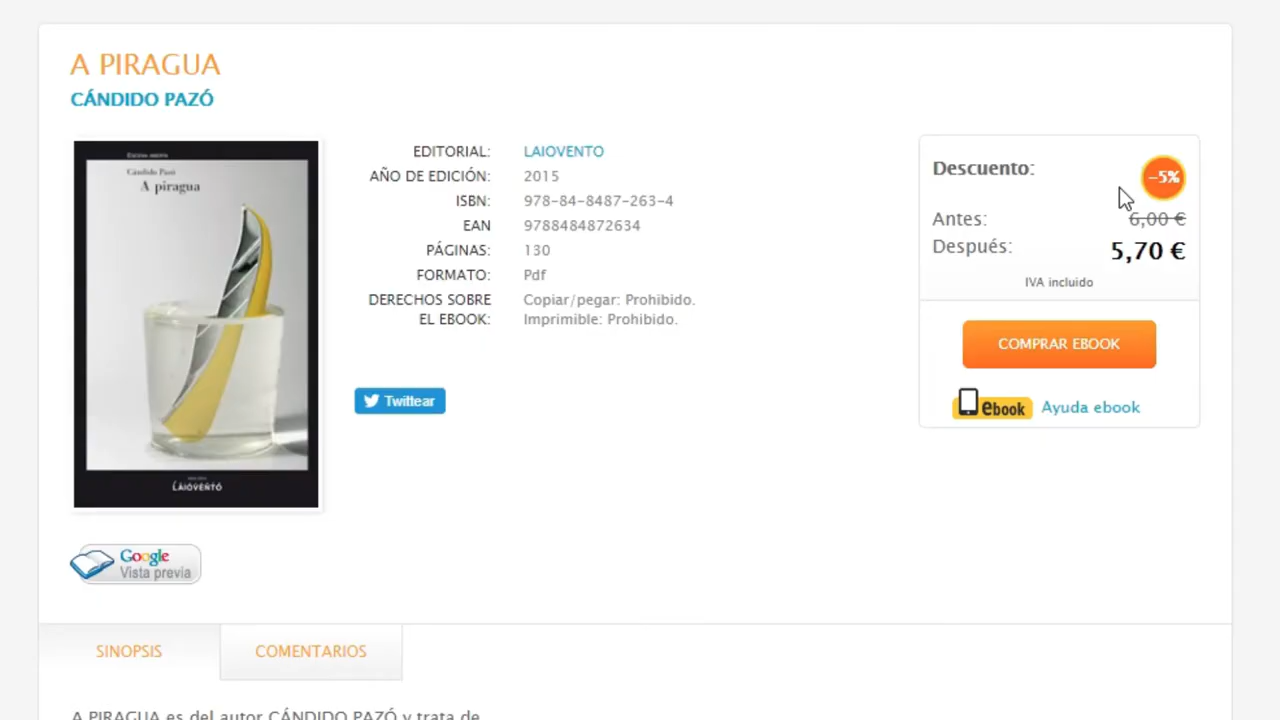 A PIRAGUA
CÁNDIDO PAZÓ
Cándido Pazó
A piragua
LAIOVENTO
EDITORIAL: LAIOVENTO
AÑO DE EDICIÓN: 2015
ISBN: 978-84-8487-263-4
EAN 9788484872634
PÁGINAS: 130
FORMATO: Pdf
DERECHOS SOBRE Copiar/pegar: Prohibido.
EL EBOOK: Imprimible: Prohibido.
Twittear
Descuento: -5%
Antes: 6,00 €
Después: 5,70 €
IVA incluido
COMPRAR EBOOK
ebook Ayuda ebook
Google
Vista previa
SINOPSIS COMENTARIOS
A PIRAGUA es del autor CÁNDIDO PAZÓ y trata de